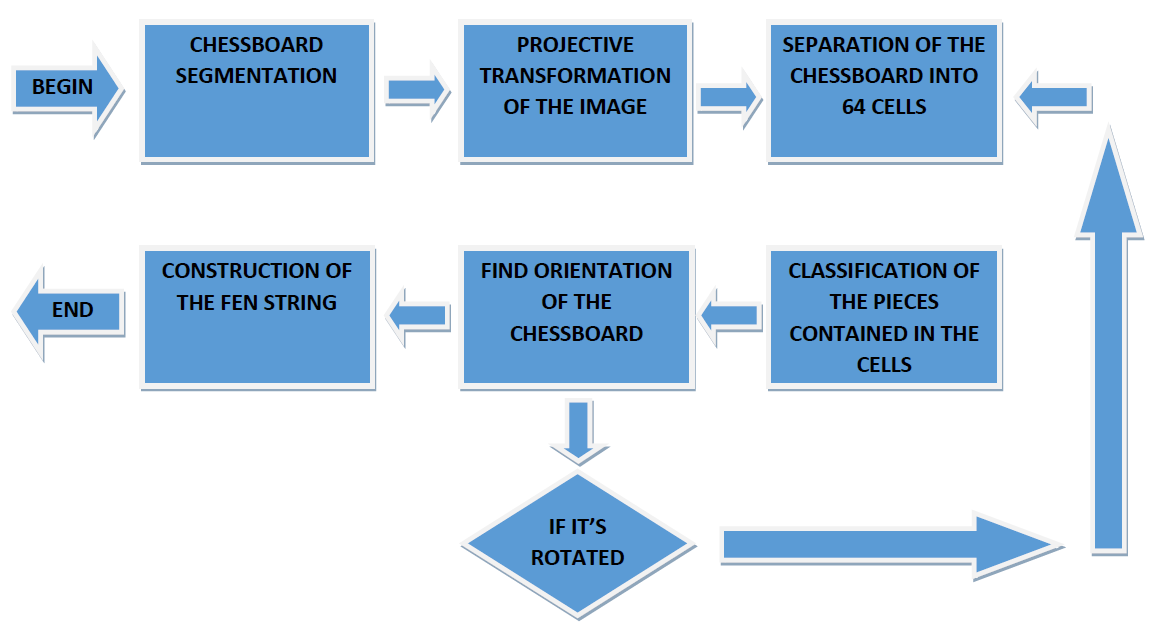 BEGIN
CHESSBOARD
SEGMENTATION
PROJECTIVE
TRANSFORMATION
OF THE IMAGE
SEPARATION OF THE
CHESSBOARD INTO
64 CELLS
END
CONSTRUCTION OF
THE FEN STRING
FIND ORIENTATION
OF THE
CHESSBOARD
CLASSIFICATION OF
THE PIECES
CONTAINED IN THE
CELLS
IF IT’S
ROTATED